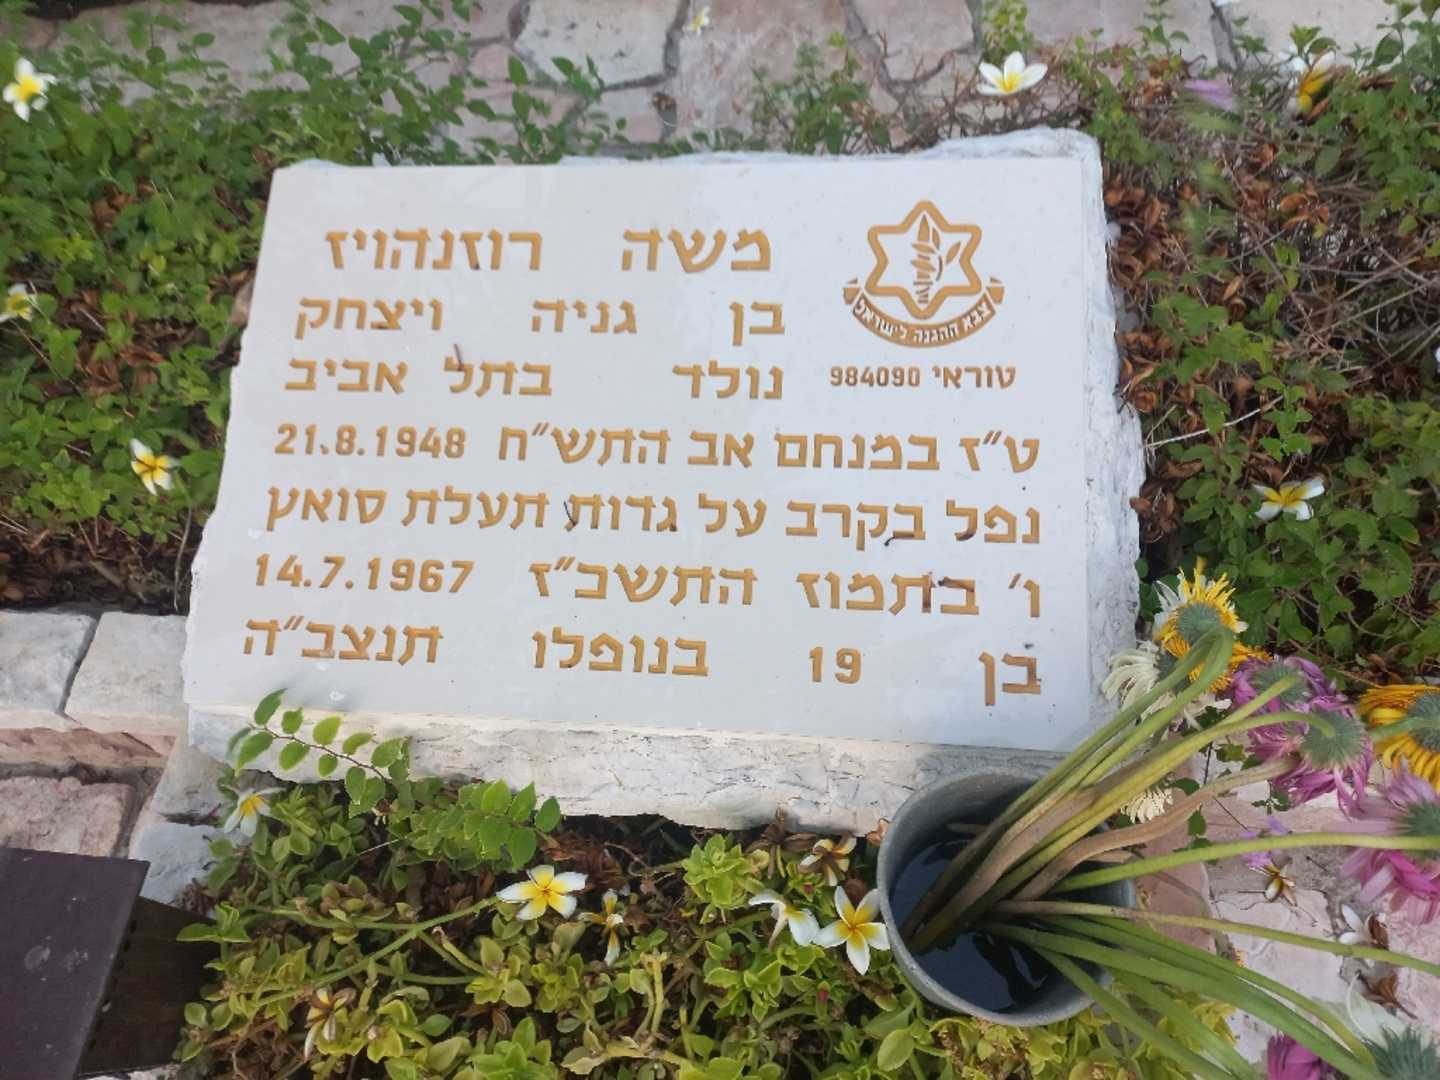 משה רוזנהויז
בן גניה ויצחק
צבא ההגנה לישראל
נולד בתל אביב
טוראי 984090
ט"ז במנחם אב התש"ח 21.8.1948
נפל בקרב על גדות תעלת סואץ
ו' בתמוז התשכ"ז 14.7.1967
בן 19 בנופלו תנצב"ה